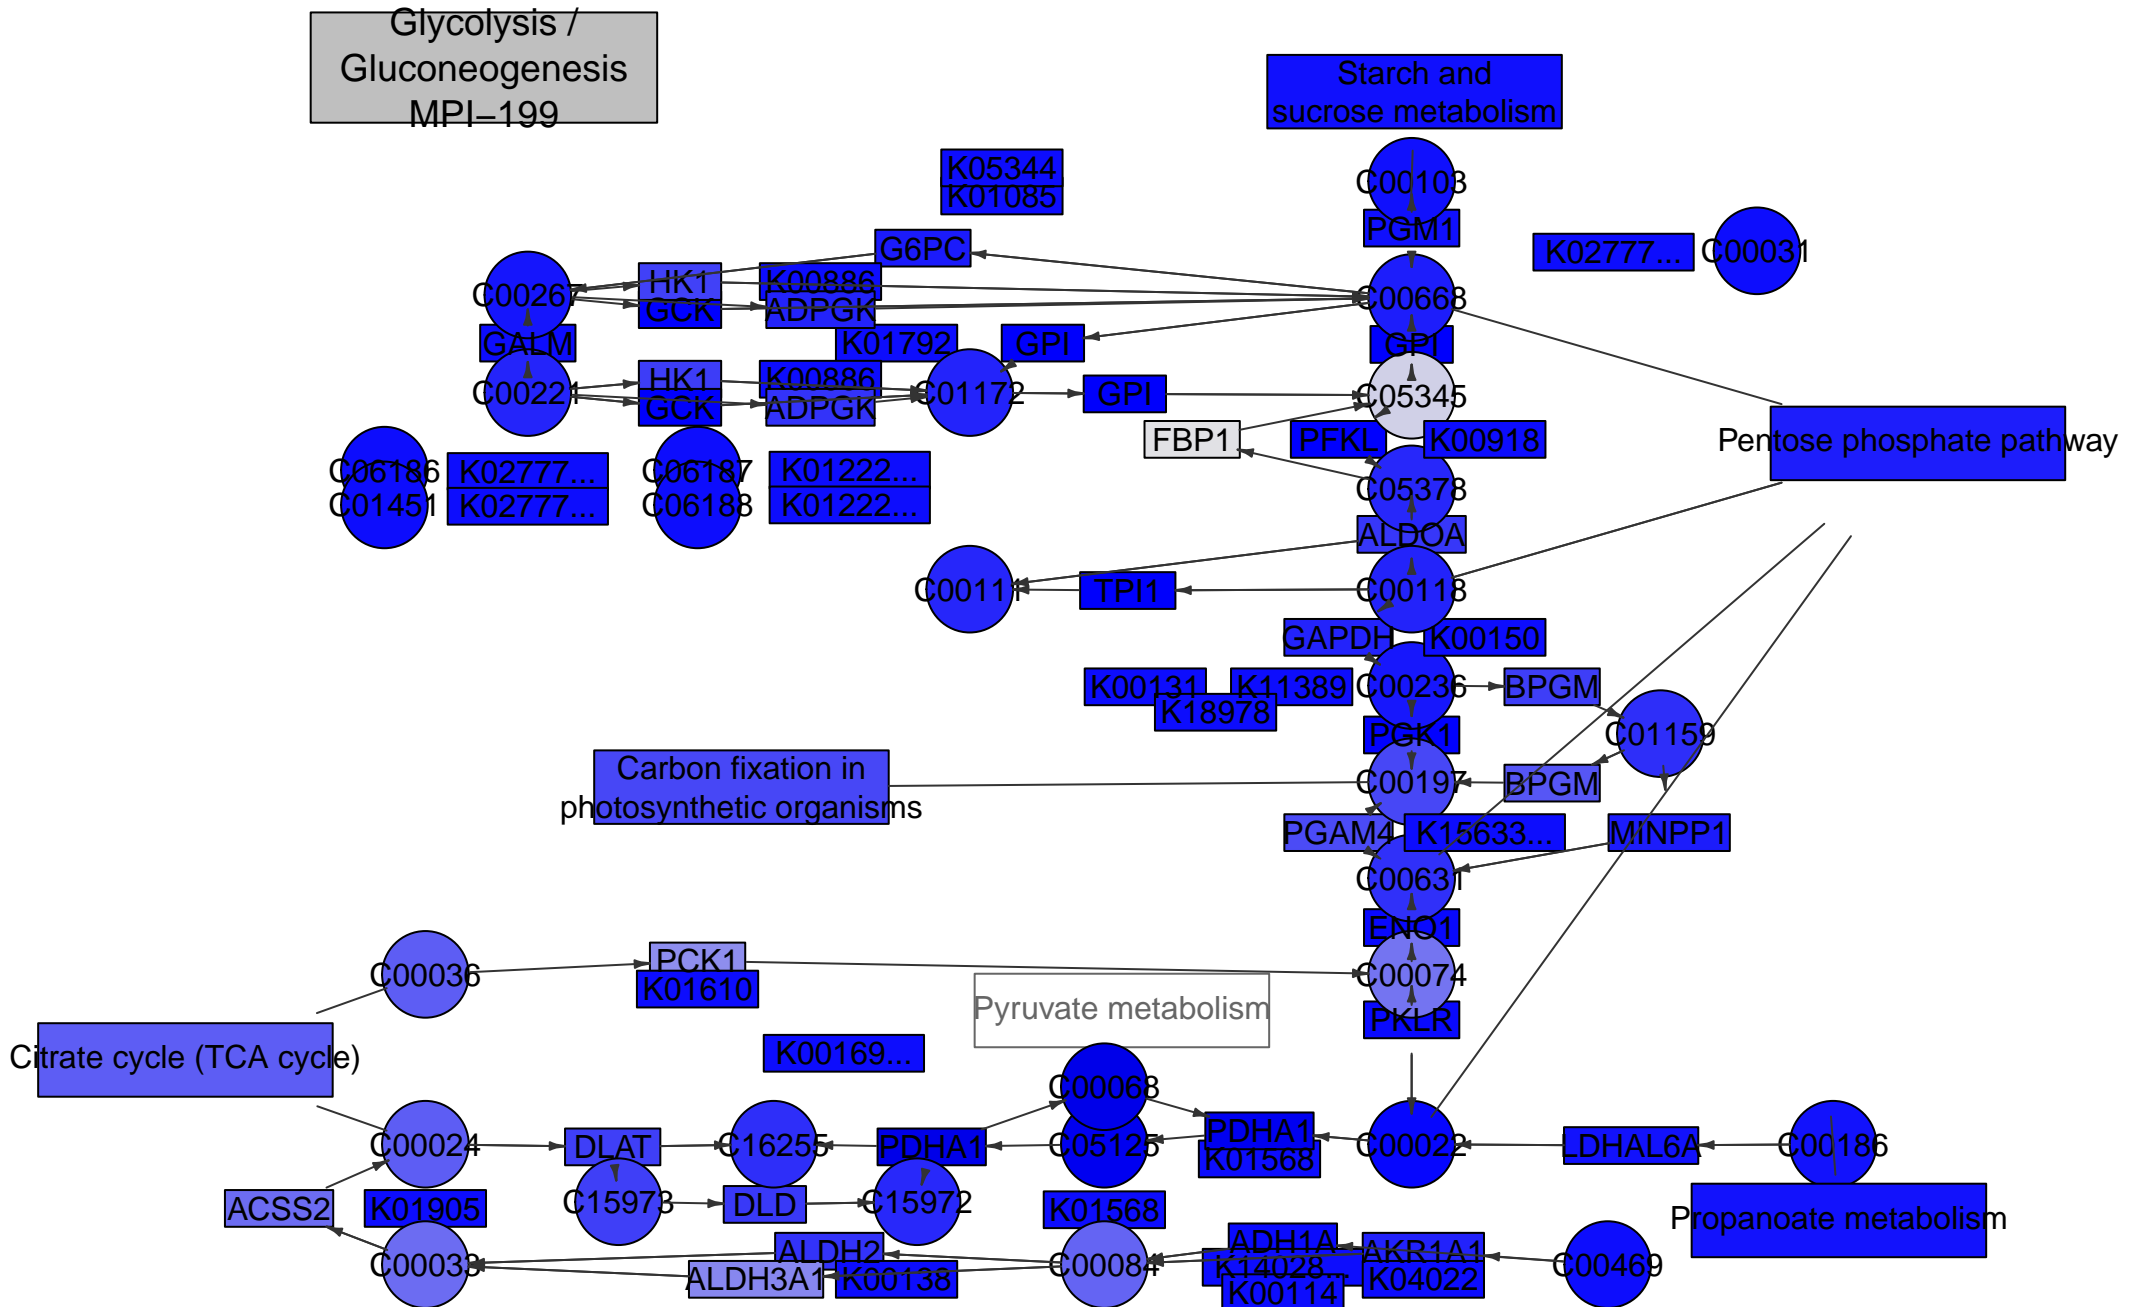 Glycolysis /
Gluconeogenesis
MPI–199
Starch and
sucrose metabolism
K05344
K01085
C00103
PGM1
G6PC
K02777...
C00031
C00267
HK1
K00886
GCK
ADPGK
C00668
GALM
K01792
GPI
GPI
C00221
HK1
K00886
GCK
ADPGK
C01172
GPI
C05345
FBP1
PFKL
K00918
Pentose phosphate pathway
C06186
K02777...
C06187
K01222...
C05378
C01451
K02777...
C06188
K01222...
ALDOA
C00111
TPI1
C00118
GAPDH
K00150
K00131
K11389
C00236
BPGM
K18978
PGK1
C01159
Carbon fixation in
photosynthetic organisms
C00197
BPGM
PGAM4
K15633...
MINPP1
C00631
ENO1
C00036
PCK1
K01610
C00074
Pyruvate metabolism
PKLR
Citrate cycle (TCA cycle)
K00169...
C00068
C00024
DLAT
C16255
PDHA1
C05125
PDHA1
K01568
C00022
LDHAL6A
C00186
ACSS2
K01905
C15973
DLD
C15972
K01568
Propanoate metabolism
C00033
ALDH2
ALDH3A1
K00138
C00084
ADH1A
K14028...
K00114
AKR1A1
K04022
C00469